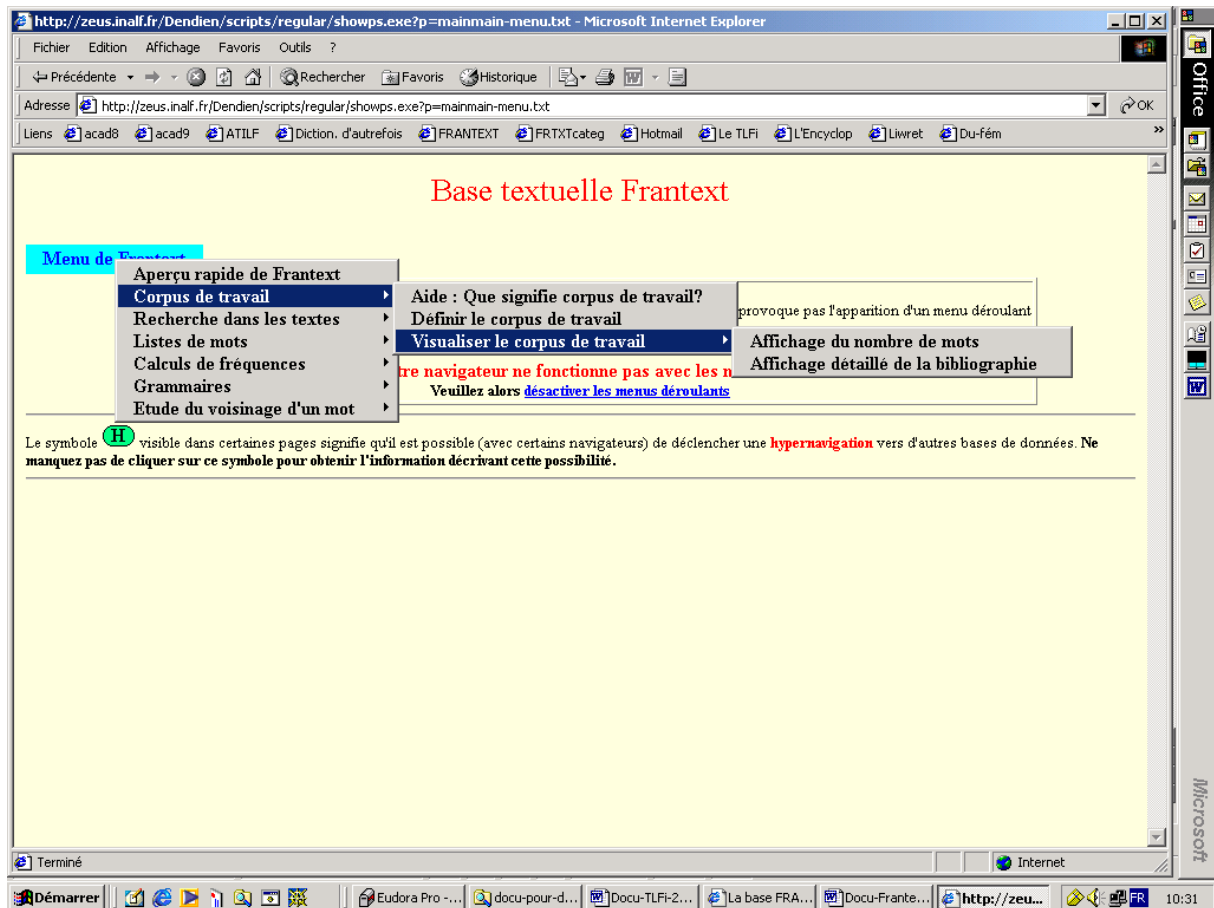 http://zeus.inalf.fr/Dendien/scripts/regular/showps.exe?p=mainmain-menu.txt - Microsoft Internet Explorer
Fichier Edition Affichage Favoris Outils ?
Précédente Rechercher Favoris Historique
Adresse http://zeus.inalf.fr/Dendien/scripts/regular/showps.exe?p=mainmain-menu.txt OK
Liens acad8 acad9 ATILF Diction. d'autrefois FRANTEXT FRTXTcateg Hotmail Le TLFi L'Encyclop Liwret Du-fém »
Office
Base textuelle Frantext
Menu de Frantext
Aperçu rapide de Frantext
Corpus de travail
Recherche dans les textes
Listes de mots
Calculs de fréquences
Grammaires
Etude du voisinage d'un mot
Aide : Que signifie corpus de travail?
Définir le corpus de travail
Visualiser le corpus de travail
Affichage du nombre de mots
Affichage détaillé de la bibliographie
provoque pas l'apparition d'un menu déroulant
tre navigateur ne fonctionne pas avec les
Veuillez alors désactiver les menus déroulants
Le symbole H visible dans certaines pages signifie qu'il est possible (avec certains navigateurs) de déclencher une hypernavigation vers d'autres bases de données. Ne
manquez pas de cliquer sur ce symbole pour obtenir l'information décrivant cette possibilité.
Microsoft
Terminé Internet
Démarrer Eudora Pro -... docu-pour-d... Docu-TLFi-2... La base FRA... Docu-Frante... http://zeu... FR 10:31